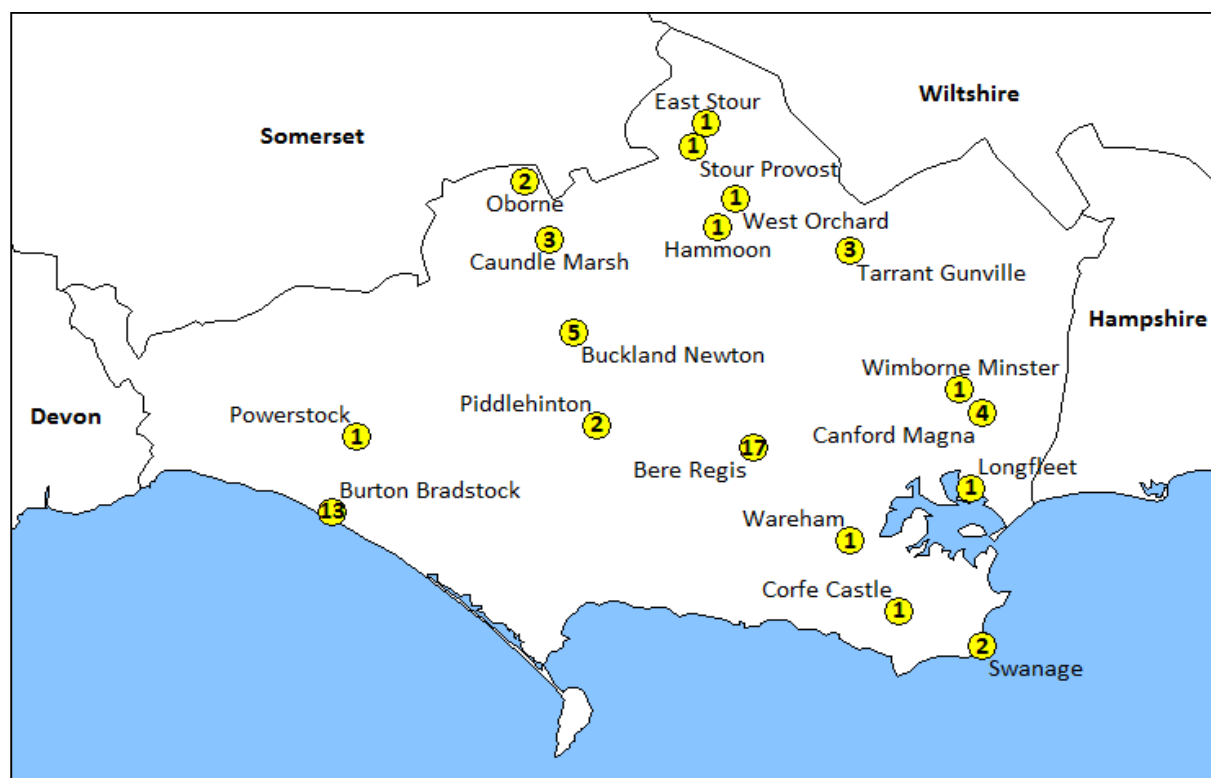 East Stour
1
Wiltshire
Somerset
1
Stour Provost
2
Oborne
1
West Orchard
1
Hammoon
3
Caundle Marsh
3
Tarrant Gunville
Hampshire
5
Buckland Newton
Wimborne Minster
1
Devon
Powerstock
1
Piddlehinton
2
4
Canford Magna
17
Bere Regis
Longfleet
1
Burton Bradstock
13
Wareham
1
Corfe Castle
1
2
Swanage